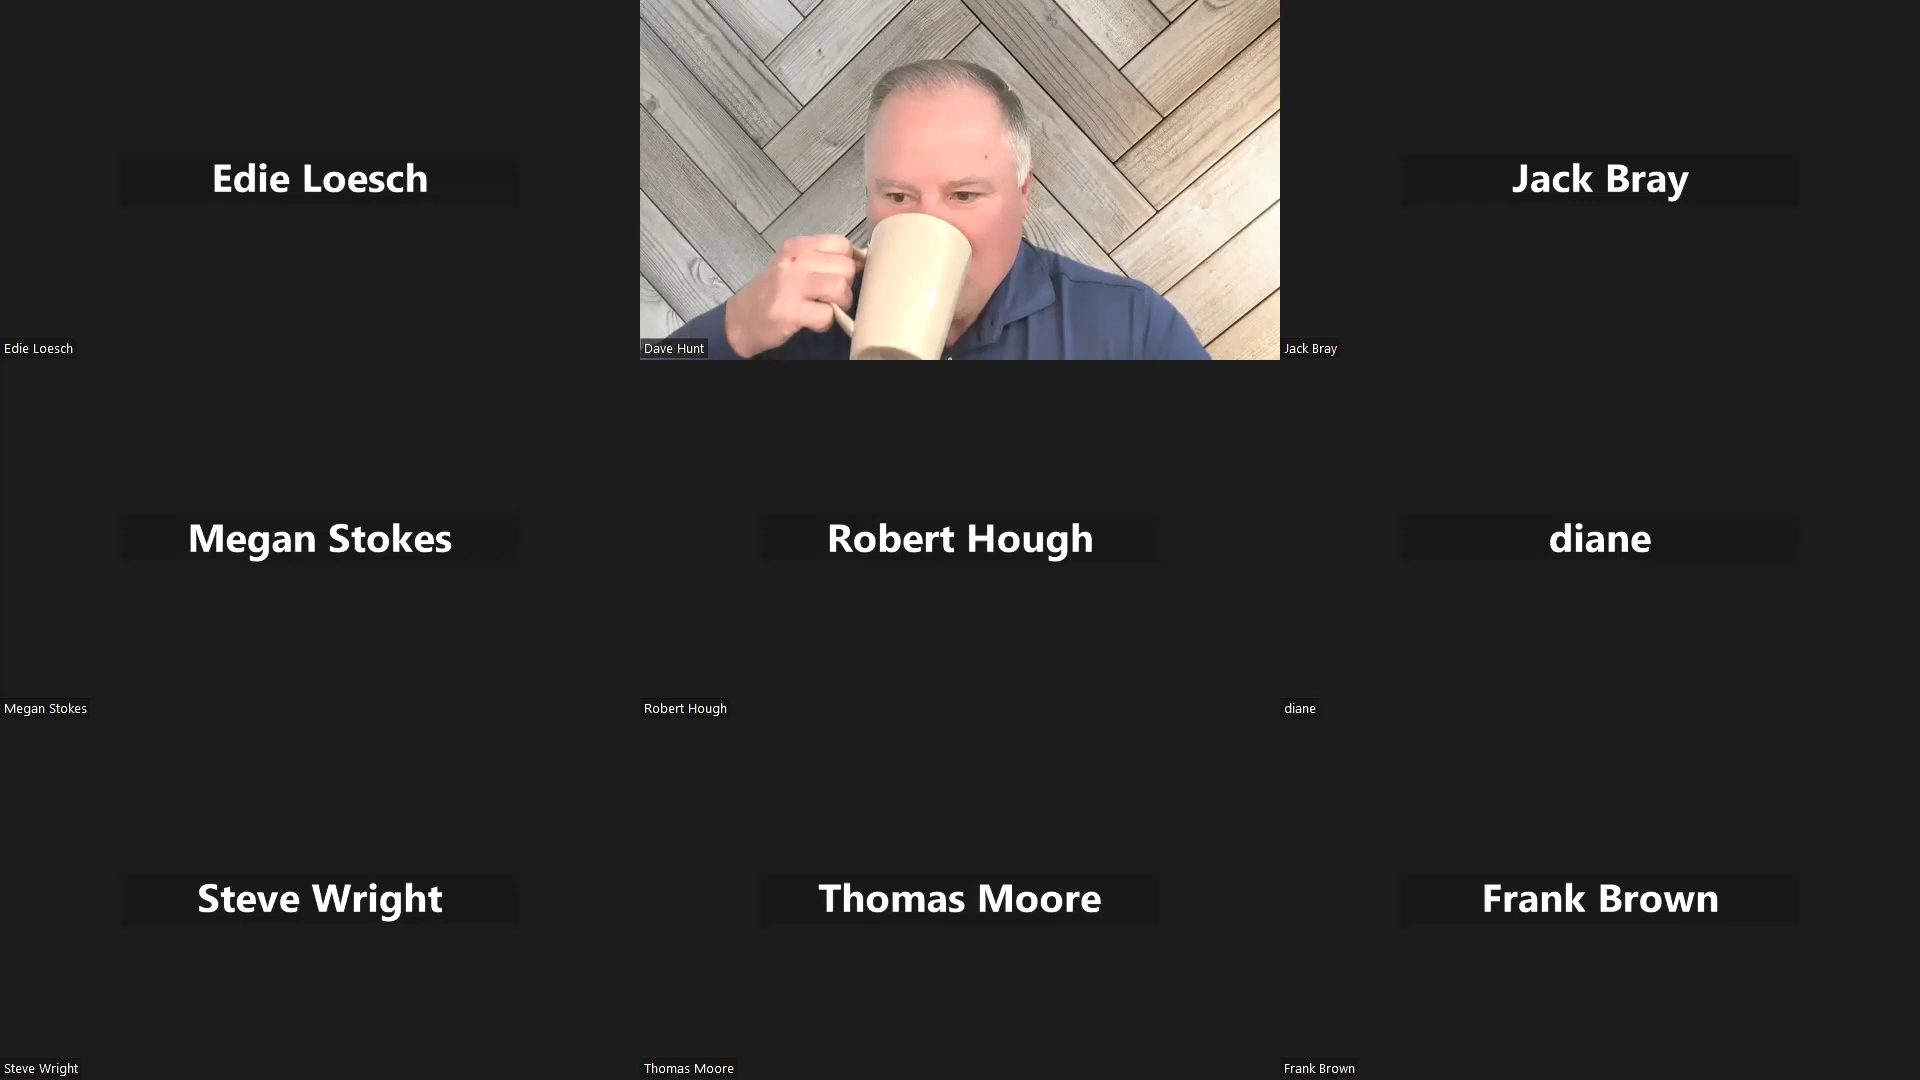 Edie Loesch
Edie Loesch
Dave Hunt
Jack Bray
Jack Bray
Megan Stokes
Megan Stokes
Robert Hough
Robert Hough
diane
diane
Steve Wright
Steve Wright
Thomas Moore
Thomas Moore
Frank Brown
Frank Brown